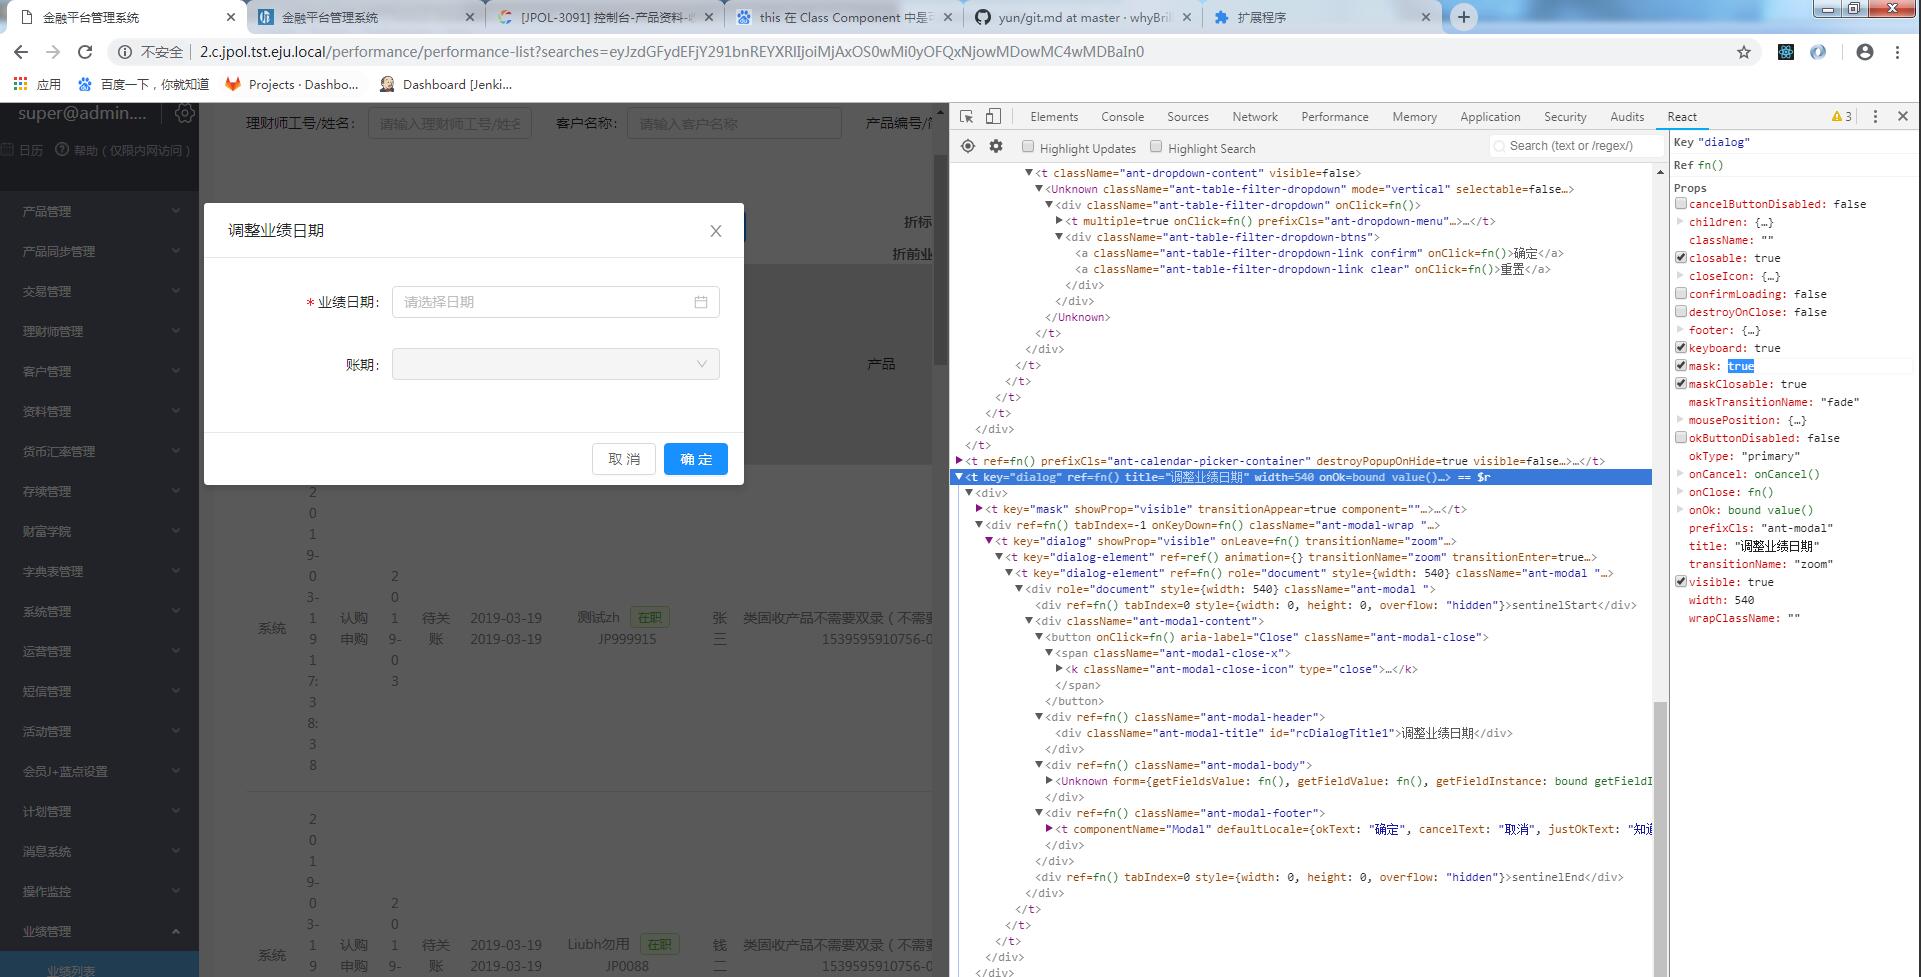 金融平台管理系统
金融平台管理系统
[JPOL-3091] 控制台-产品资料-
this 在 Class Component 中是
yun/git.md at master · whyBril
扩展程序
不安全
2.c.jpol.tst.eju.local/performance/performance-list?searches=eyJzdGFydEFjY291bnREYXRlIjoiMjAxOS0wMi0yOFQxNjowMDowMC4wMDBaIn0
应用
百度一下，你就知道
Projects · Dashbo...
Dashboard [Jenki...
super@admin....
日历
帮助（仅限内网访问）
产品管理
产品同步管理
交易管理
理财师管理
客户管理
资料管理
货币汇率管理
存续管理
财富学院
字典表管理
系统管理
运营管理
短信管理
活动管理
会员J+蓝点设置
计划管理
消息系统
操作监控
业绩管理
业绩列表
理财师工号/姓名：
请输入理财师工号/姓名
客户名称：
请输入客户名称
产品编号/
折标
折前业
产品
调整业绩日期
* 业绩日期：
请选择日期
账期：
取 消
确 定
系统
2
0
1
9-
0
3-
1
9
1
7:
3
8:
3
8
认购
申购
2
0
1
9-
0
3
待关
账
2019-03-19
2019-03-19
测试zh
在职
JP999915
张
三
类固收产品不需要双录（不需
1539595910756-0
系统
2
0
1
9-
0
3-
1
9
认购
申购
2
0
1
9-
待关
账
2019-03-19
2019-03-19
Liubh勿用
在职
JP0088
钱
二
类固收产品不需要双录（不需
1539595910756-0
Elements
Console
Sources
Network
Performance
Memory
Application
Security
Audits
React
3
Highlight Updates
Highlight Search
Search (text or /regex/)
<t className="ant-dropdown-content" visible=false>
<Unknown className="ant-table-filter-dropdown" mode="vertical" selectable=false…>
<div className="ant-table-filter-dropdown" onClick=fn()>
<t multiple=true onClick=fn() prefixCls="ant-dropdown-menu"…>…</t>
<div className="ant-table-filter-dropdown-btns">
<a className="ant-table-filter-dropdown-link confirm" onClick=fn()>确定</a>
<a className="ant-table-filter-dropdown-link clear" onClick=fn()>重置</a>
</div>
</div>
</Unknown>
</t>
</div>
</t>
</t>
</t>
</t>
</div>
</t>
<t ref=fn() prefixCls="ant-calendar-picker-container" destroyPopupOnHide=true visible=false…>…</t>
<t key="dialog" ref=fn() title="调整业绩日期" width=540 onOk=bound value()…> == $r
<div>
<t key="mask" showProp="visible" transitionAppear=true component=""…>…</t>
<div ref=fn() tabIndex=-1 onKeyDown=fn() className="ant-modal-wrap "…>
<t key="dialog" showProp="visible" onLeave=fn() transitionName="zoom"…>
<t key="dialog-element" ref=ref() animation={} transitionName="zoom" transitionEnter=true…>
<t key="dialog-element" ref=fn() role="document" style={width: 540} className="ant-modal "…>
<div role="document" style={width: 540} className="ant-modal ">
<div ref=fn() tabIndex=0 style={width: 0, height: 0, overflow: "hidden"}>sentinelStart</div>
<div className="ant-modal-content">
<button onClick=fn() aria-label="Close" className="ant-modal-close">
<span className="ant-modal-close-x">
<k className="ant-modal-close-icon" type="close">…</k>
</span>
</button>
<div ref=fn() className="ant-modal-header">
<div className="ant-modal-title" id="rcDialogTitle1">调整业绩日期</div>
</div>
<div ref=fn() className="ant-modal-body">
<Unknown form={getFieldsValue: fn(), getFieldValue: fn(), getFieldInstance: bound getFieldI
</div>
<div ref=fn() className="ant-modal-footer">
<t componentName="Modal" defaultLocale={okText: "确定", cancelText: "取消", justOkText: "知道
</div>
</div>
<div ref=fn() tabIndex=0 style={width: 0, height: 0, overflow: "hidden"}>sentinelEnd</div>
</div>
</t>
</t>
</t>
</div>
</div>
Key "dialog"
Ref fn()
Props
cancelButtonDisabled: false
children: {…}
className: ""
closable: true
closeIcon: {…}
confirmLoading: false
destroyOnClose: false
footer: {…}
keyboard: true
mask: true
maskClosable: true
maskTransitionName: "fade"
mousePosition: {…}
okButtonDisabled: false
okType: "primary"
onCancel: onCancel()
onClose: fn()
onOk: bound value()
prefixCls: "ant-modal"
title: "调整业绩日期"
transitionName: "zoom"
visible: true
width: 540
wrapClassName: ""